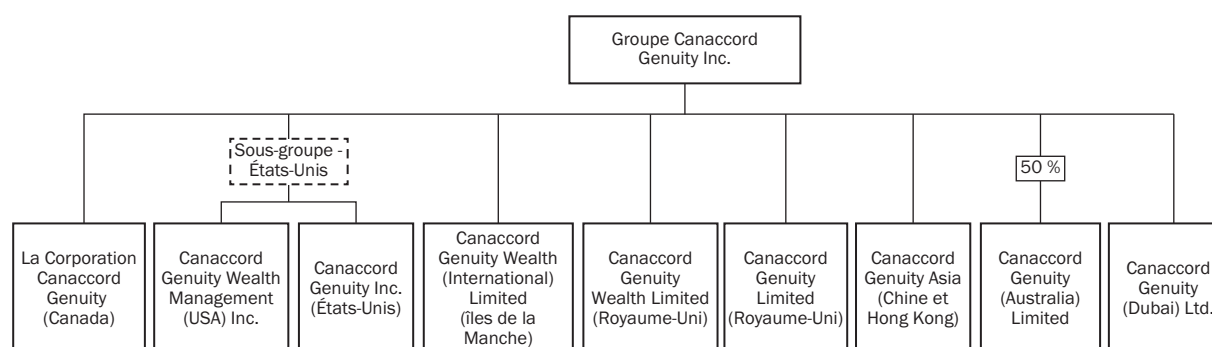 Groupe Canaccord
Genuity Inc.
Sous-groupe -
États-Unis
50 %
La Corporation
Canaccord
Genuity
(Canada)
Canaccord
Genuity Wealth
Management
(USA) Inc.
Canaccord
Genuity Inc.
(États-Unis)
Canaccord
Genuity Wealth
(International)
Limited
(îles de la
Manche)
Canaccord
Genuity
Wealth Limited
(Royaume-Uni)
Canaccord
Genuity
Limited
(Royaume-Uni)
Canaccord
Genuity Asia
(Chine et
Hong Kong)
Canaccord
Genuity
(Australia)
Limited
Canaccord
Genuity
(Dubai) Ltd.